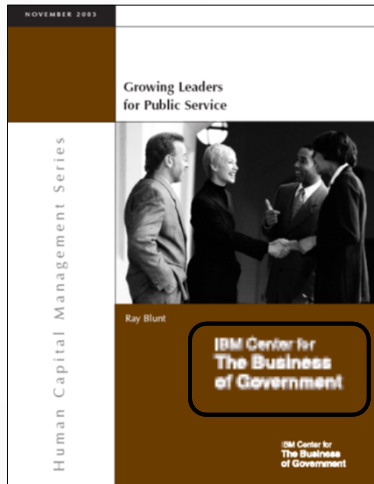 NOVEMBER 2003
Growing Leaders
for Public Service
Human Capital Management Series
Ray Blunt
IBM Center for
The Business
of Government
IBM Center for
The Business
of Government